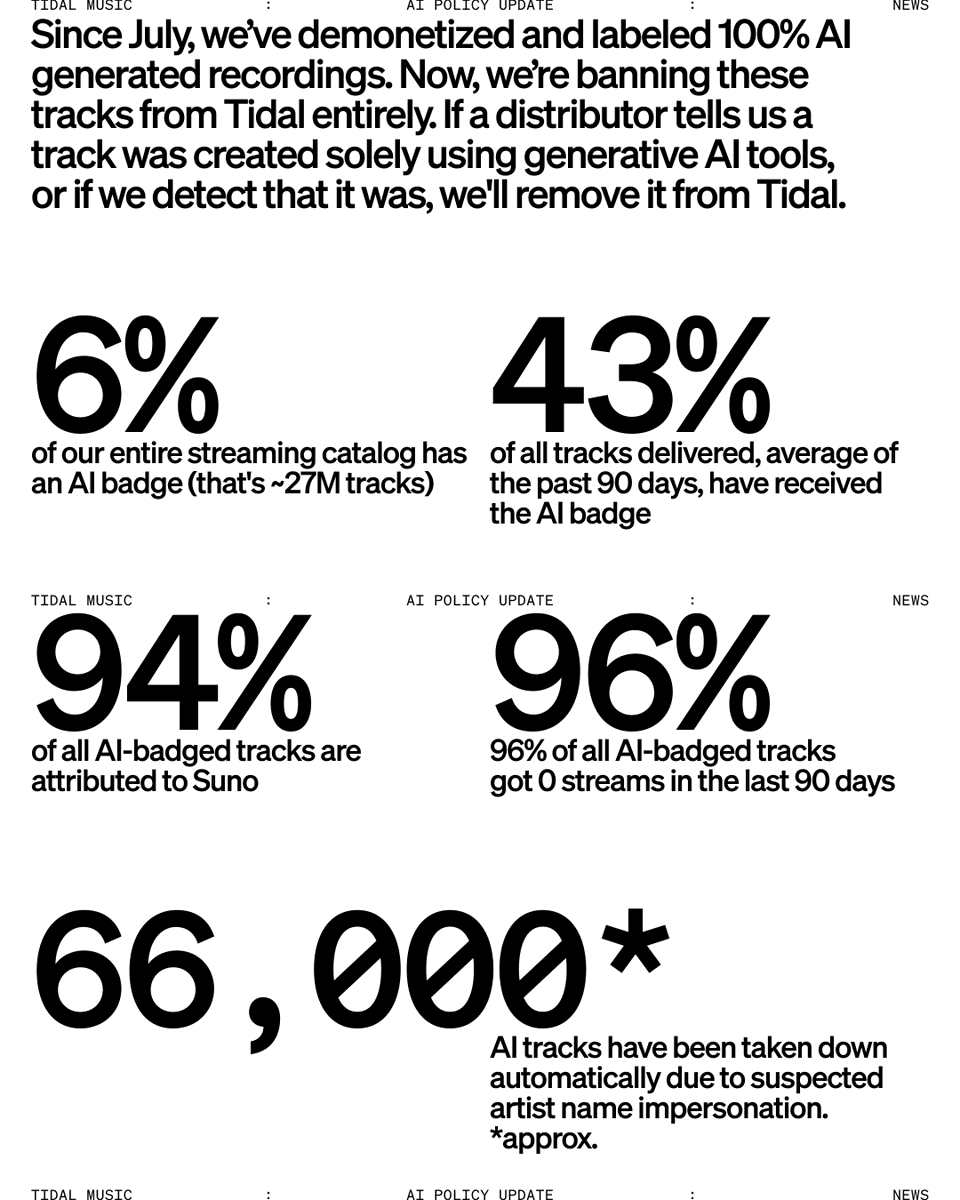 TIDAL MUSIC : AI POLICY UPDATE : NEWS
Since July, we’ve demonetized and labeled 100% AI
generated recordings. Now, we’re banning these
tracks from Tidal entirely. If a distributor tells us a
track was created solely using generative AI tools,
or if we detect that it was, we'll remove it from Tidal.
6%
of our entire streaming catalog has
an AI badge (that's ~27M tracks)
43%
of all tracks delivered, average of
the past 90 days, have received
the AI badge
TIDAL MUSIC : AI POLICY UPDATE : NEWS
94%
of all AI-badged tracks are
attributed to Suno
96%
96% of all AI-badged tracks
got 0 streams in the last 90 days
66,000*
AI tracks have been taken down
automatically due to suspected
artist name impersonation.
*approx.
TIDAL MUSIC : AI POLICY UPDATE : NEWS